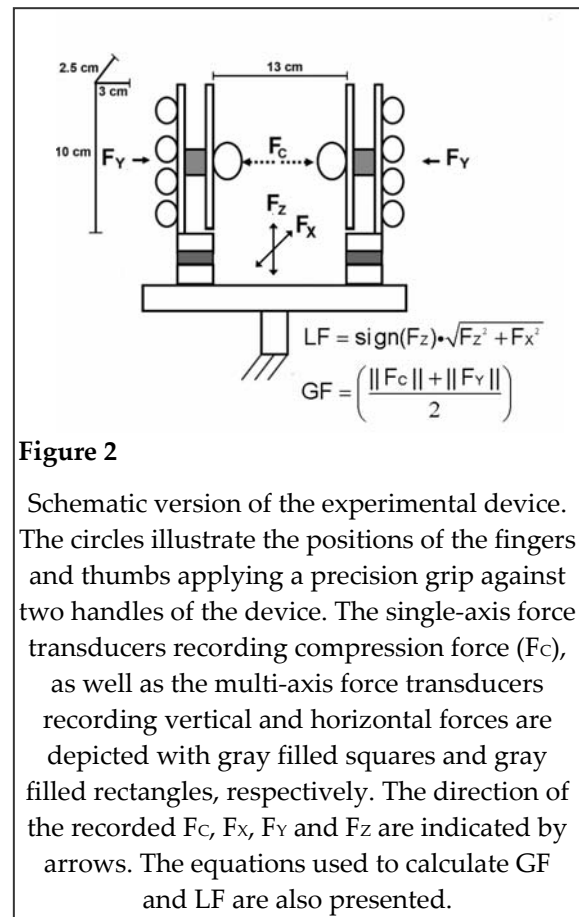 2.5 cm
3 cm
13 cm
10 cm
FY
FC
FY
FZ
FX
LF = sign(FZ)•√FZ² + FX²
GF = (||FC|| + ||FY|| / 2)
Figure 2
Schematic version of the experimental device.
The circles illustrate the positions of the fingers
and thumbs applying a precision grip against
two handles of the device. The single-axis force
transducers recording compression force (FC),
as well as the multi-axis force transducers
recording vertical and horizontal forces are
depicted with gray filled squares and gray
filled rectangles, respectively. The direction of
the recorded FC, FX, FY and FZ are indicated by
arrows. The equations used to calculate GF
and LF are also presented.